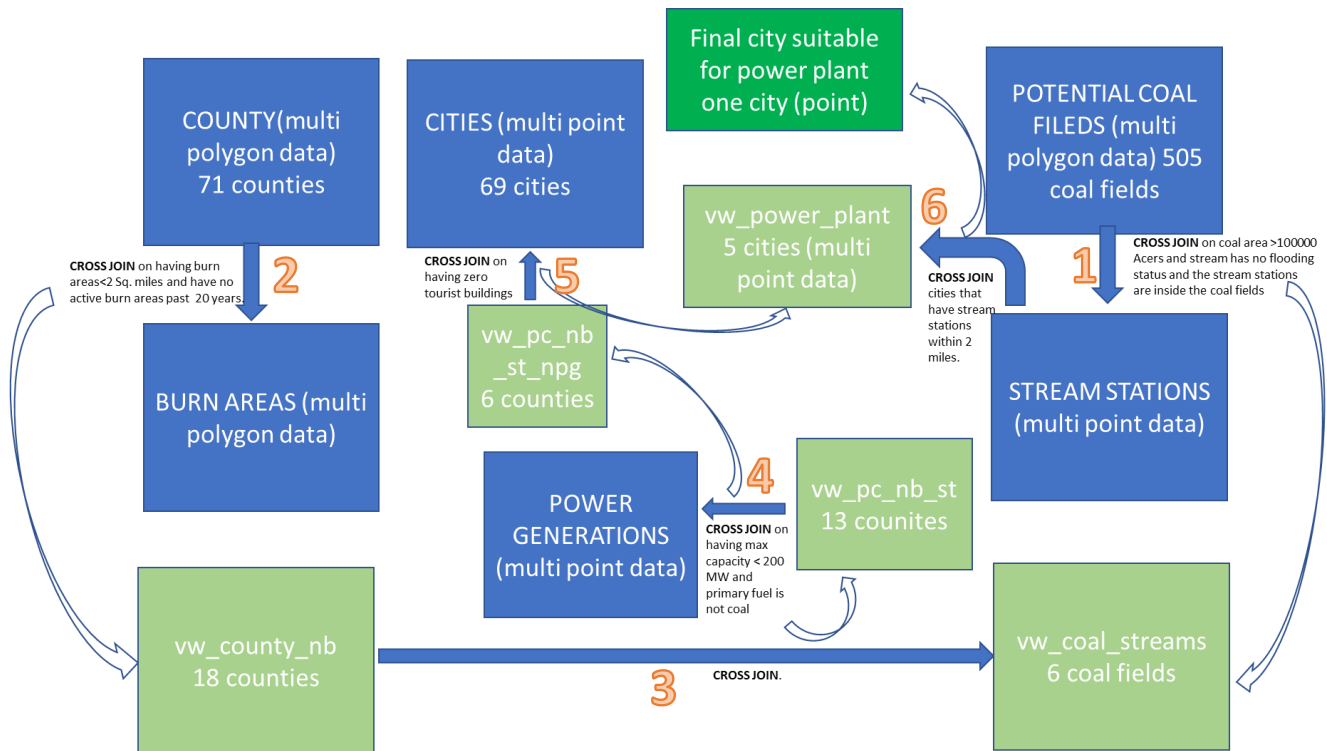 COUNTY(multi
polygon data)
71 counties
CITIES (multi point
data)
69 cities
Final city suitable
for power plant
one city (point)
POTENTIAL COAL
FILEDS (multi
polygon data) 505
coal fields
CROSS JOIN on having burn
areas<2 Sq. miles and have no
active burn areas past 20 years.
2
CROSS JOIN on
having zero
tourist buildings
5
vw_power_plant
5 cities (multi
point data)
6
CROSS JOIN
cities that
have stream
stations
within 2
miles.
1
CROSS JOIN on coal area >100000
Acers and stream has no flooding
status and the stream stations
are inside the coal fields
BURN AREAS (multi
polygon data)
vw_pc_nb
_st_npg
6 counties
STREAM STATIONS
(multi point data)
POWER
GENERATIONS
(multi point data)
4
CROSS JOIN on
having max
capacity < 200
MW and
primary fuel is
not coal
vw_pc_nb_st
13 counites
vw_county_nb
18 counties
3
CROSS JOIN.
vw_coal_streams
6 coal fields